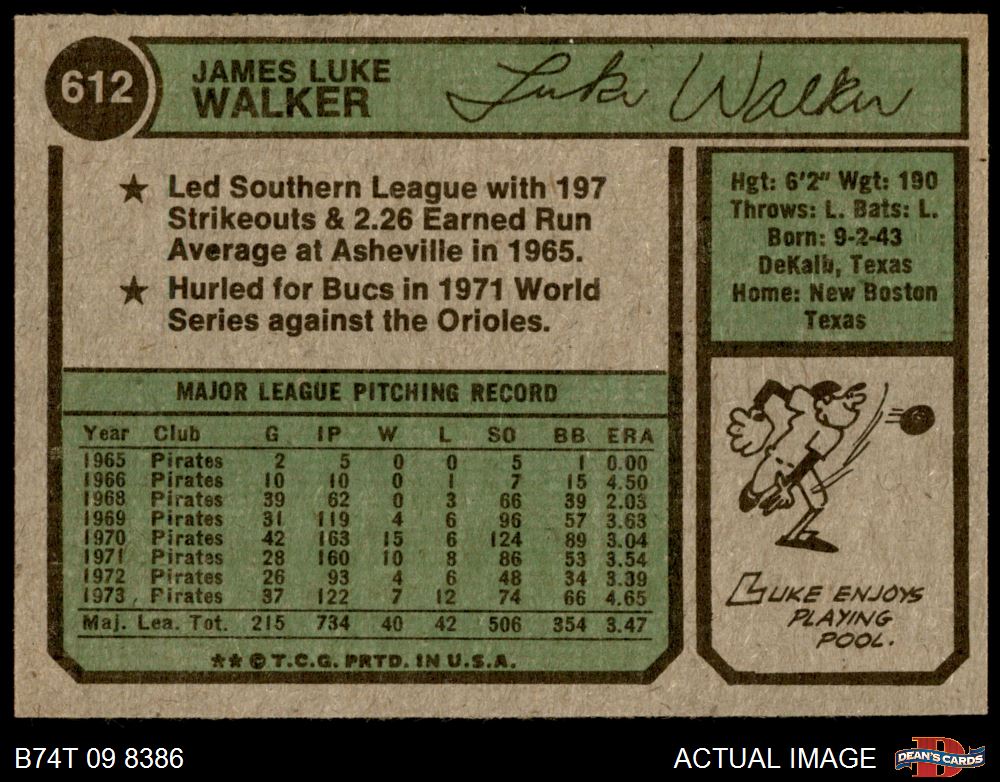 612
JAMES LUKE
WALKER
Luke Walker
★ Led Southern League with 197
Strikeouts & 2.26 Earned Run
Average at Asheville in 1965.
★ Hurled for Bucs in 1971 World
Series against the Orioles.
Hgt: 6'2" Wgt: 190
Throws: L. Bats: L.
Born: 9-2-43
DeKalb, Texas
Home: New Boston
Texas
MAJOR LEAGUE PITCHING RECORD
Year Club G IP W L SO BB ERA
1965 Pirates 2 5 0 0 5 1 0.00
1966 Pirates 10 10 0 1 7 15 4.50
1968 Pirates 39 62 0 3 66 39 2.03
1969 Pirates 31 119 4 6 96 57 3.63
1970 Pirates 42 163 15 6 124 89 3.04
1971 Pirates 28 160 10 8 86 53 3.54
1972 Pirates 26 93 4 6 48 34 3.39
1973 Pirates 37 122 7 12 74 66 4.65
Maj. Lea. Tot. 215 734 40 42 506 354 3.47
★★ © T.C.G. PRTD. IN U.S.A.
LUKE ENJOYS
PLAYING
POOL.
B74T 09 8386
ACTUAL IMAGE
D
DEAN'S CARDS